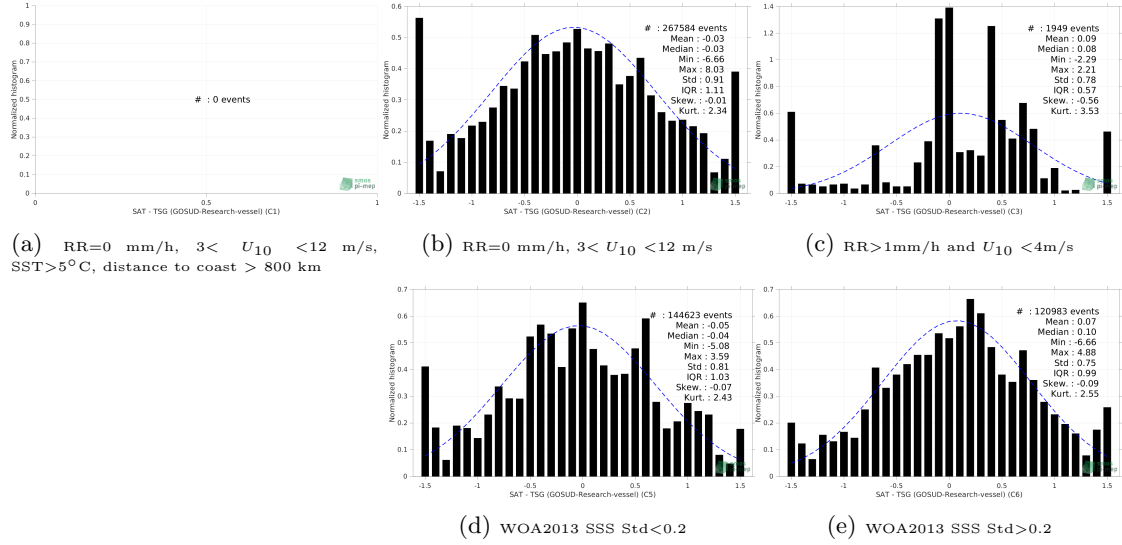 Normalized histogram
1
0.9
0.8
0.7
0.6
0.5
0.4
0.3
0.2
0.1
0
# : 0 events
smos
pi-mep
0 0.5 1
SAT - TSG (GOSUD-Research-vessel) (C1)
(a) RR=0 mm/h, 3< U10 <12 m/s,
SST>5°C, distance to coast > 800 km
Normalized histogram
0.6
0.5
0.4
0.3
0.2
0.1
0
# : 267584 events
Mean : -0.03
Median : -0.03
Min : -6.66
Max : 8.03
Std : 0.91
IQR : 1.11
Skew. : -0.01
Kurt. : 2.34
smos
pi-mep
-1.5 -1 -0.5 0 0.5 1 1.5
SAT - TSG (GOSUD-Research-vessel) (C2)
(b) RR=0 mm/h, 3< U10 <12 m/s
Normalized histogram
1.4
1.2
1
0.8
0.6
0.4
0.2
0
# : 1949 events
Mean : 0.09
Median : 0.08
Min : -2.29
Max : 2.21
Std : 0.78
IQR : 0.57
Skew. : -0.56
Kurt. : 3.53
smos
pi-mep
-1.5 -1 -0.5 0 0.5 1 1.5
SAT - TSG (GOSUD-Research-vessel) (C3)
(c) RR>1mm/h and U10 <4m/s
Normalized histogram
0.7
0.6
0.5
0.4
0.3
0.2
0.1
0
# : 144623 events
Mean : -0.05
Median : -0.04
Min : -5.08
Max : 3.59
Std : 0.81
IQR : 1.03
Skew. : -0.07
Kurt. : 2.43
smos
pi-mep
-1.5 -1 -0.5 0 0.5 1 1.5
SAT - TSG (GOSUD-Research-vessel) (C5)
(d) WOA2013 SSS Std<0.2
Normalized histogram
0.7
0.6
0.5
0.4
0.3
0.2
0.1
0
# : 120983 events
Mean : 0.07
Median : 0.10
Min : -6.66
Max : 4.88
Std : 0.75
IQR : 0.99
Skew. : -0.09
Kurt. : 2.55
smos
pi-mep
-1.5 -1 -0.5 0 0.5 1 1.5
SAT - TSG (GOSUD-Research-vessel) (C6)
(e) WOA2013 SSS Std>0.2